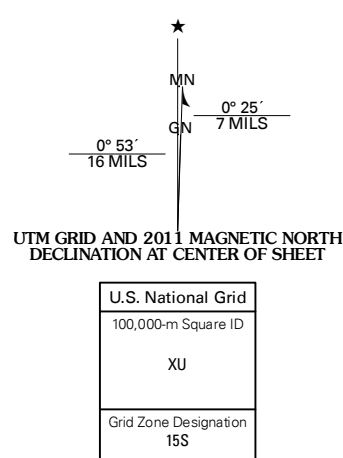 MN
0° 25´
GN
7 MILS
0° 53´
16 MILS
UTM GRID AND 2011 MAGNETIC NORTH
DECLINATION AT CENTER OF SHEET
U.S. National Grid
100,000-m Square ID
XU
Grid Zone Designation
15S